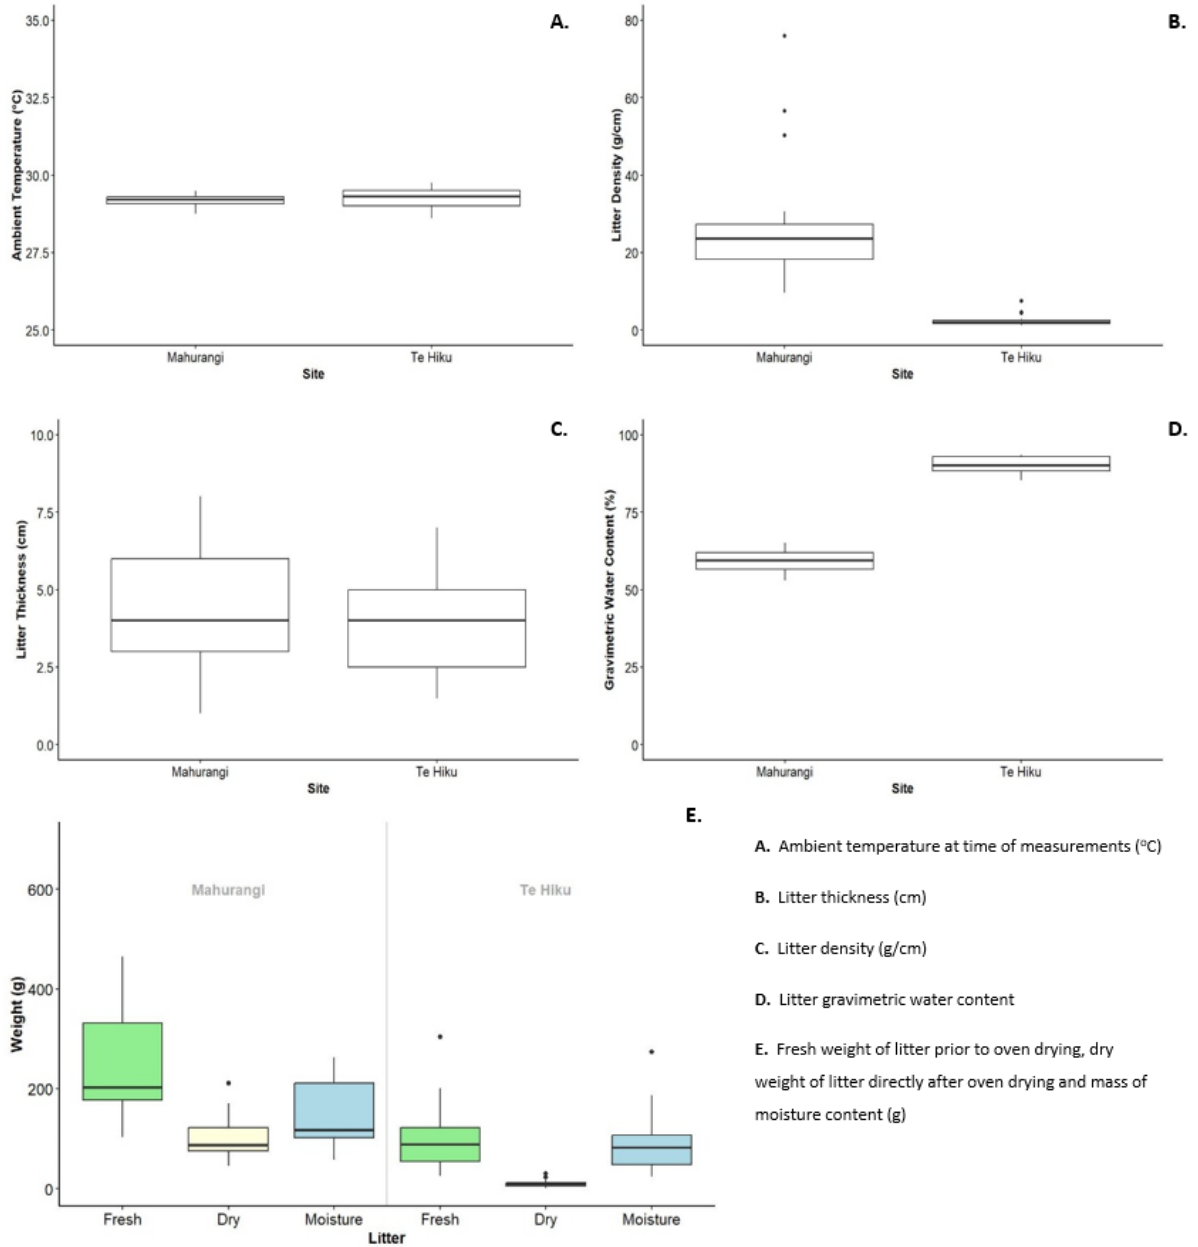 A.
35.0
32.5
30.0
27.5
25.0
Ambient Temperature (°C)
Mahurangi
Te Hiku
Site
B.
80
60
40
20
0
Litter Density (g/cm)
Mahurangi
Te Hiku
Site
C.
10.0
7.5
5.0
2.5
0.0
Litter Thickness (cm)
Mahurangi
Te Hiku
Site
D.
100
75
50
25
0
Gravimetric Water Content (%)
Mahurangi
Te Hiku
Site
E.
600
400
200
0
Weight (g)
Mahurangi
Te Hiku
Fresh
Dry
Moisture
Fresh
Dry
Moisture
Litter
A. Ambient temperature at time of measurements (°C)
B. Litter thickness (cm)
C. Litter density (g/cm)
D. Litter gravimetric water content
E. Fresh weight of litter prior to oven drying, dry
weight of litter directly after oven drying and mass of
moisture content (g)